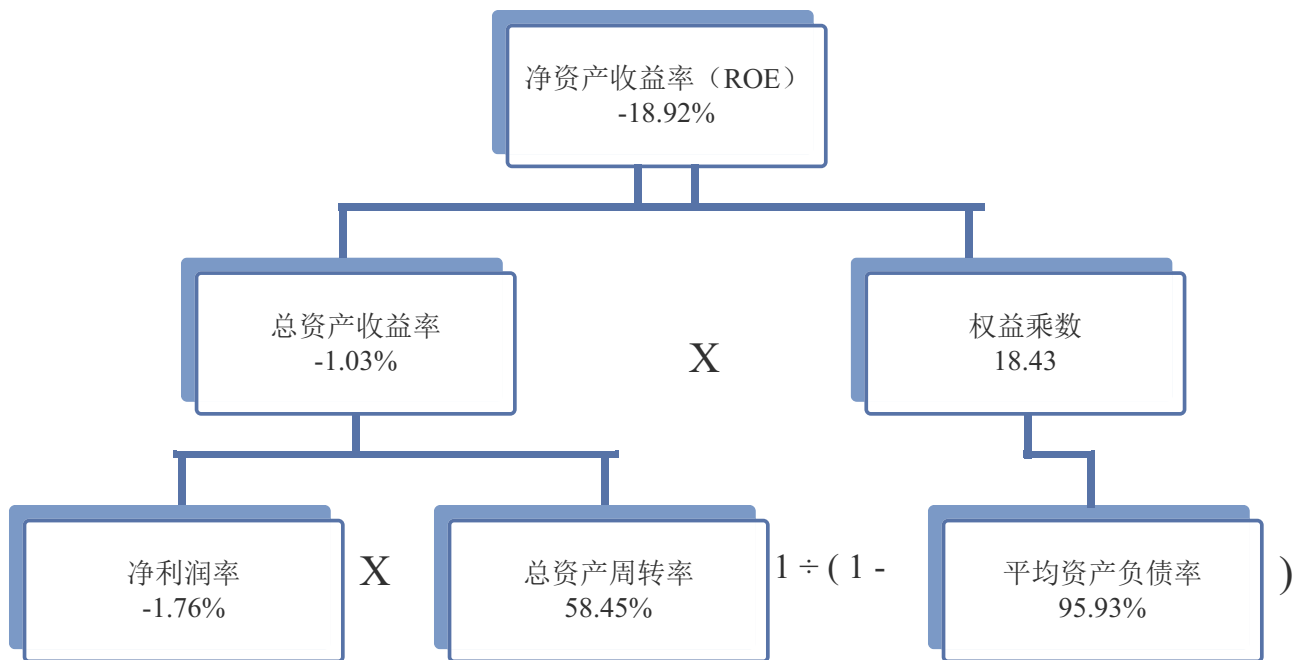 净资产收益率（ROE）
-18.92%
总资产收益率
-1.03%
X
权益乘数
18.43
净利润率
-1.76%
X
总资产周转率
58.45%
1 ÷ ( 1 -
平均资产负债率
95.93%
)